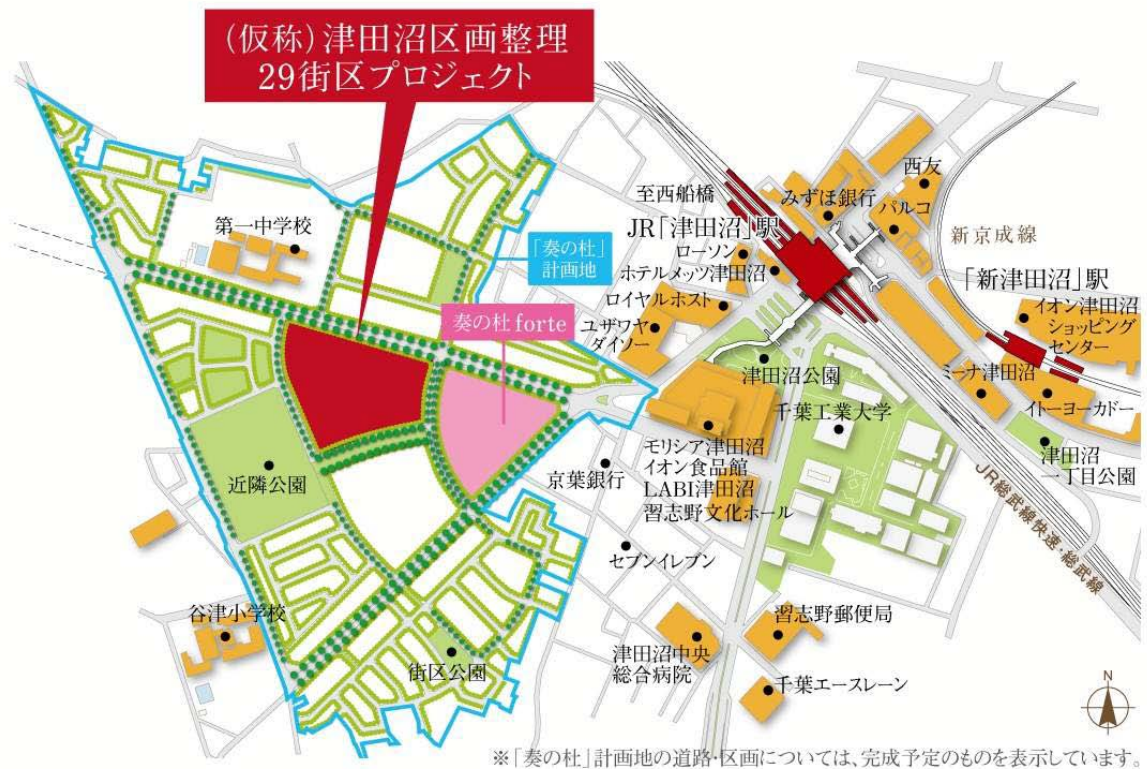 (仮称)津田沼区画整理
29街区プロジェクト
西友
みずほ銀行
パルコ
至西船橋
JR「津田沼」駅
新京成線
第一中学校
「奏の杜」
計画地
ローソン
ホテルメッツ津田沼
「新津田沼」駅
ロイヤルホスト
イオン津田沼
ショッピング
センター
奏の杜 forte
ユザワヤ
ダイソー
津田沼公園
ミーナ津田沼
イトーヨーカドー
千葉工業大学
モリシア津田沼
イオン食品館
LABI津田沼
習志野文化ホール
京葉銀行
津田沼
一丁目公園
近隣公園
JR総武線快速・総武線
セブンイレブン
谷津小学校
習志野郵便局
街区公園
津田沼中央
総合病院
千葉エースレーン
N
※「奏の杜」計画地の道路・区画については、完成予定のものを表示しています。